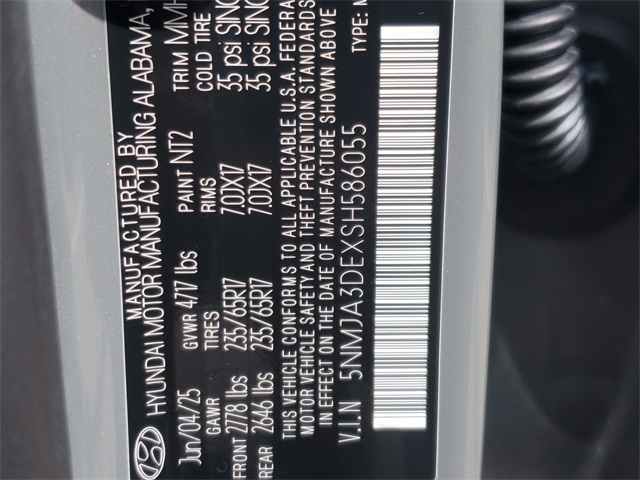 MANUFACTURED BY
HYUNDAI MOTOR MANUFACTURING ALABAMA,
Jun/04/25 GVWR 4717 lbs PAINT NT2 TRIM MMH
GAWR TIRES RIMS COLD TIRE
FRONT 2778 lbs 235/65R17 7.0JX17 35 psi SING
REAR 2646 lbs 235/65R17 7.0JX17 35 psi SING
THIS VEHICLE CONFORMS TO ALL APPLICABLE U.S.A. FEDERA
MOTOR VEHICLE SAFETY AND THEFT PREVENTION STANDARDS
IN EFFECT ON THE DATE OF MANUFACTURE SHOWN ABOVE
V.I.N 5NMJA3DEXSH586055 TYPE: